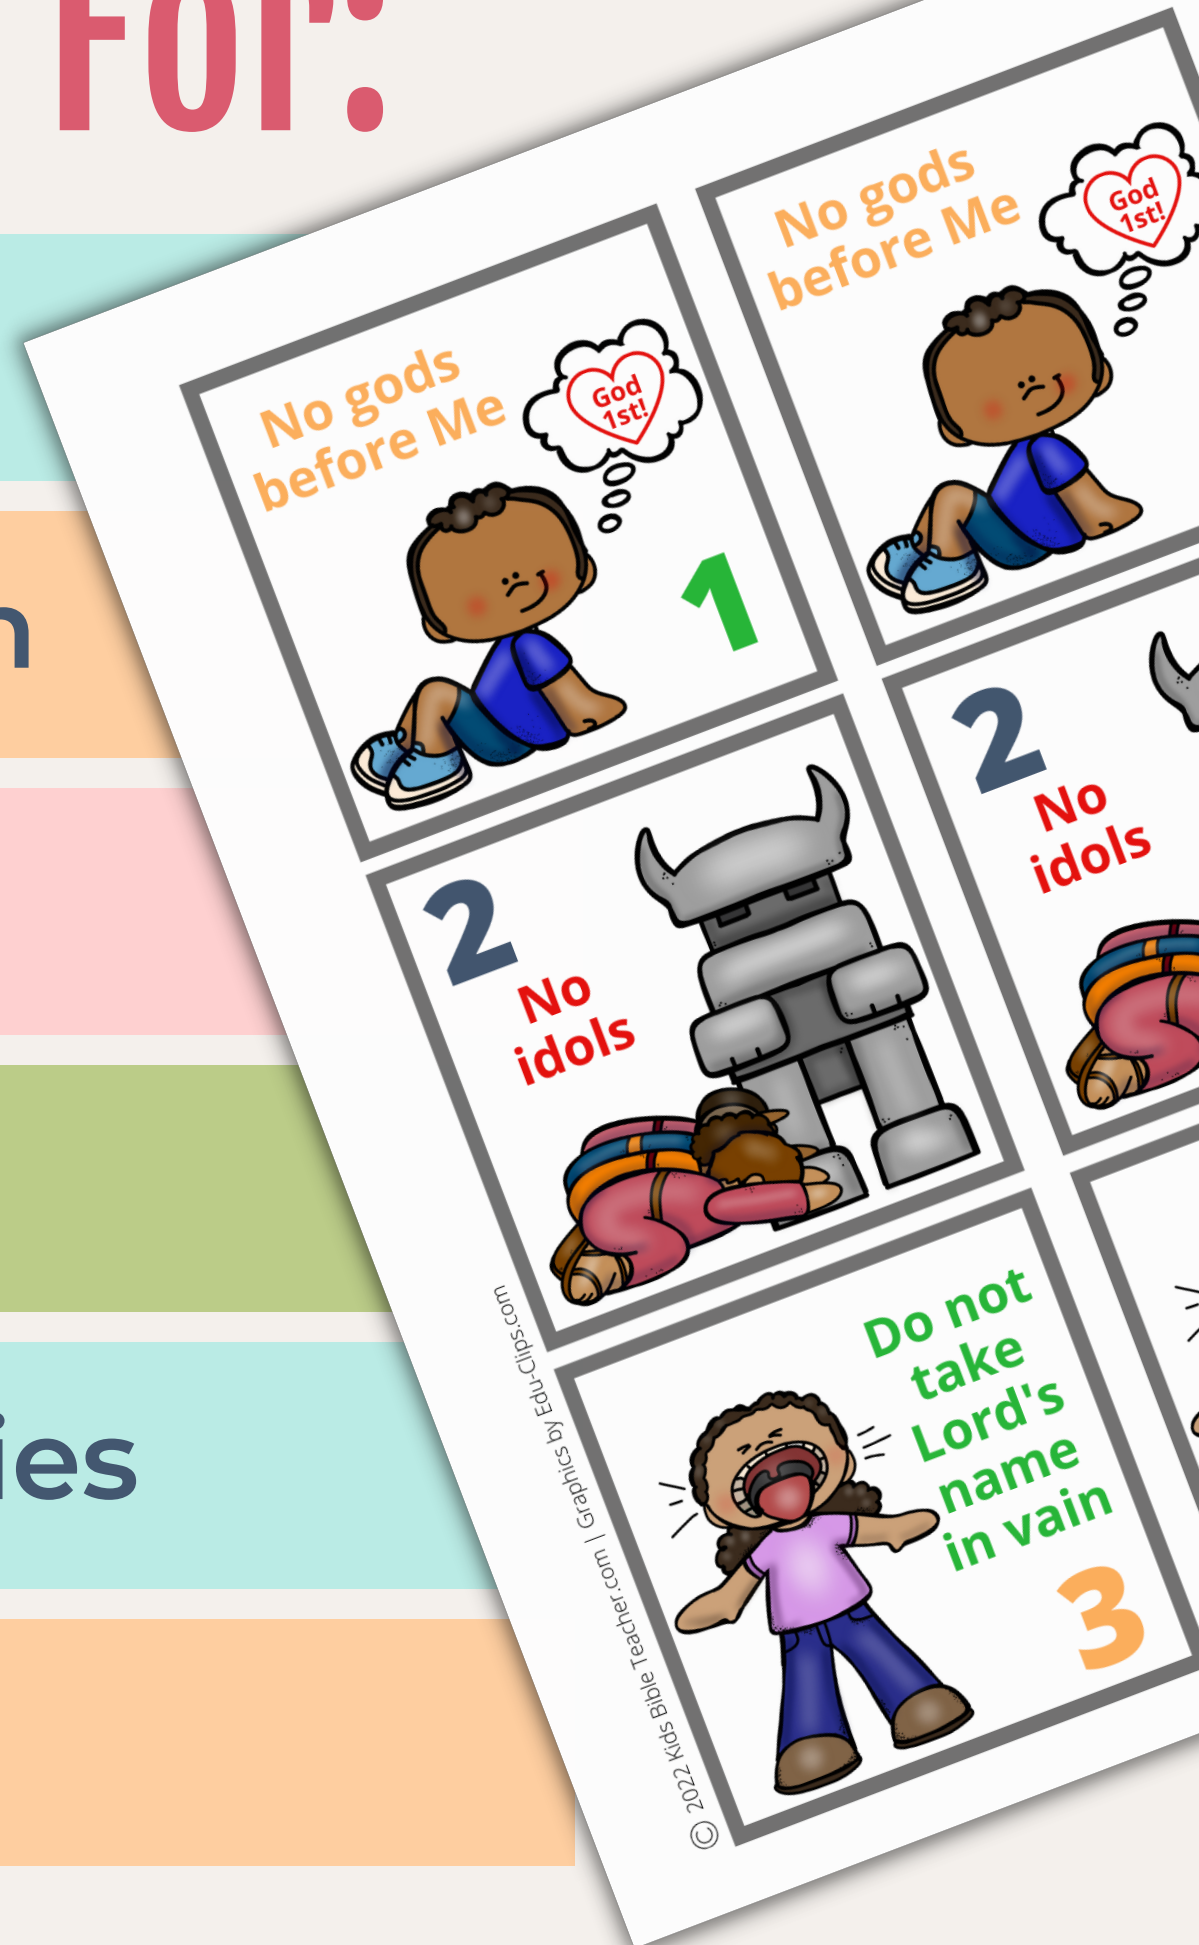 For:
n
ies
No gods
before Me
God
1st!
1
No gods
before Me
God
1st!
2
No
idols
2
No
idols
Do not
take
Lord's
name
in vain
3
© 2022 Kids Bible Teacher.com | Graphics by Edu-Clips.com